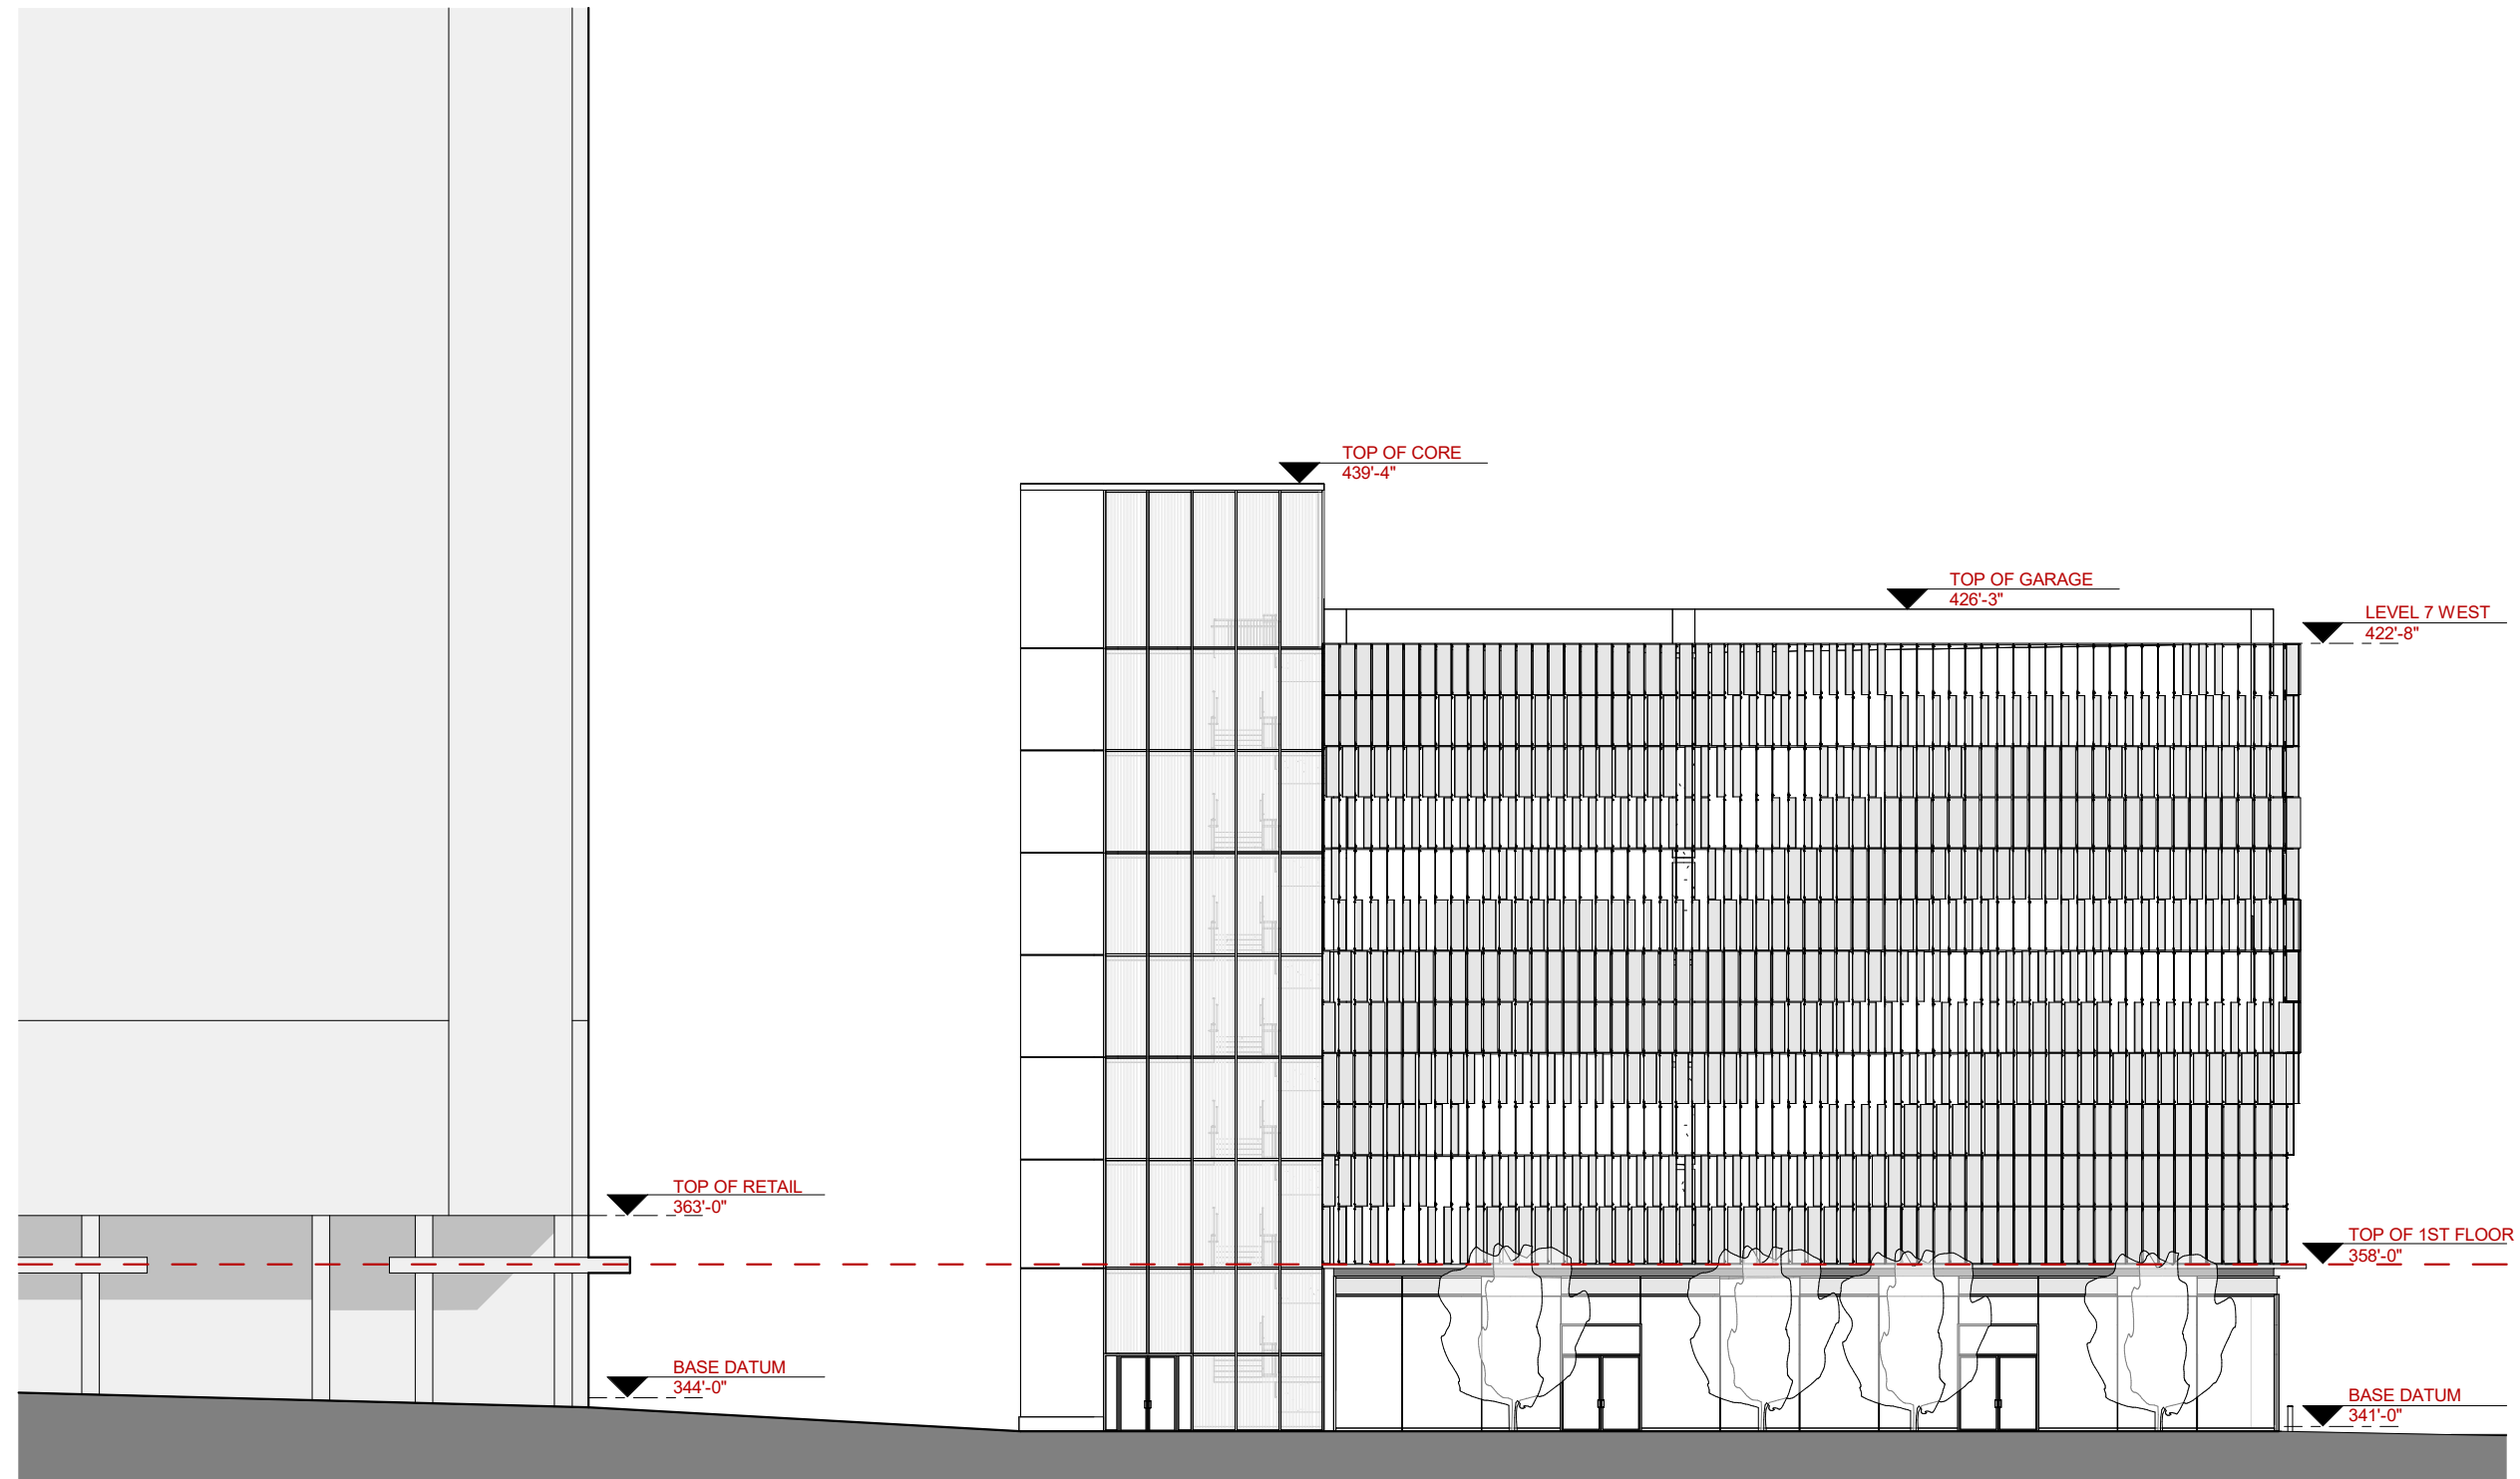 TOP OF CORE
439'-4"
TOP OF GARAGE
426'-3"
LEVEL 7 WEST
422'-8"
TOP OF RETAIL
363'-0"
TOP OF 1ST FLOOR
358'-0"
BASE DATUM
344'-0"
BASE DATUM
341'-0"